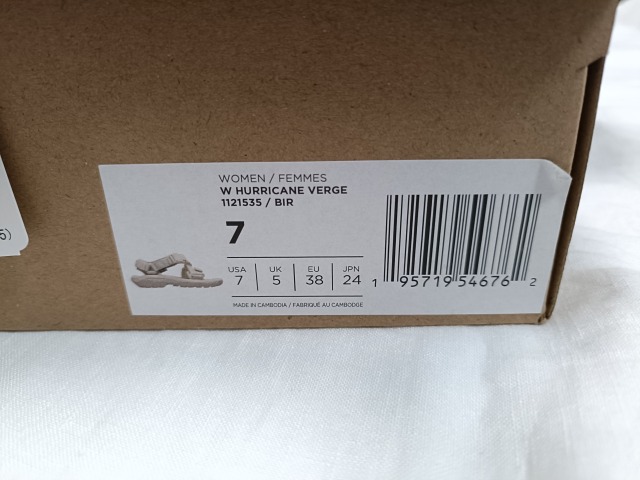 WOMEN / FEMMES
W HURRICANE VERGE
1121535 / BIR
7
USA UK EU JPN
7 5 38 24
MADE IN CAMBODIA / FABRIQUÉ AU CAMBODGE
1 95719 54676 2